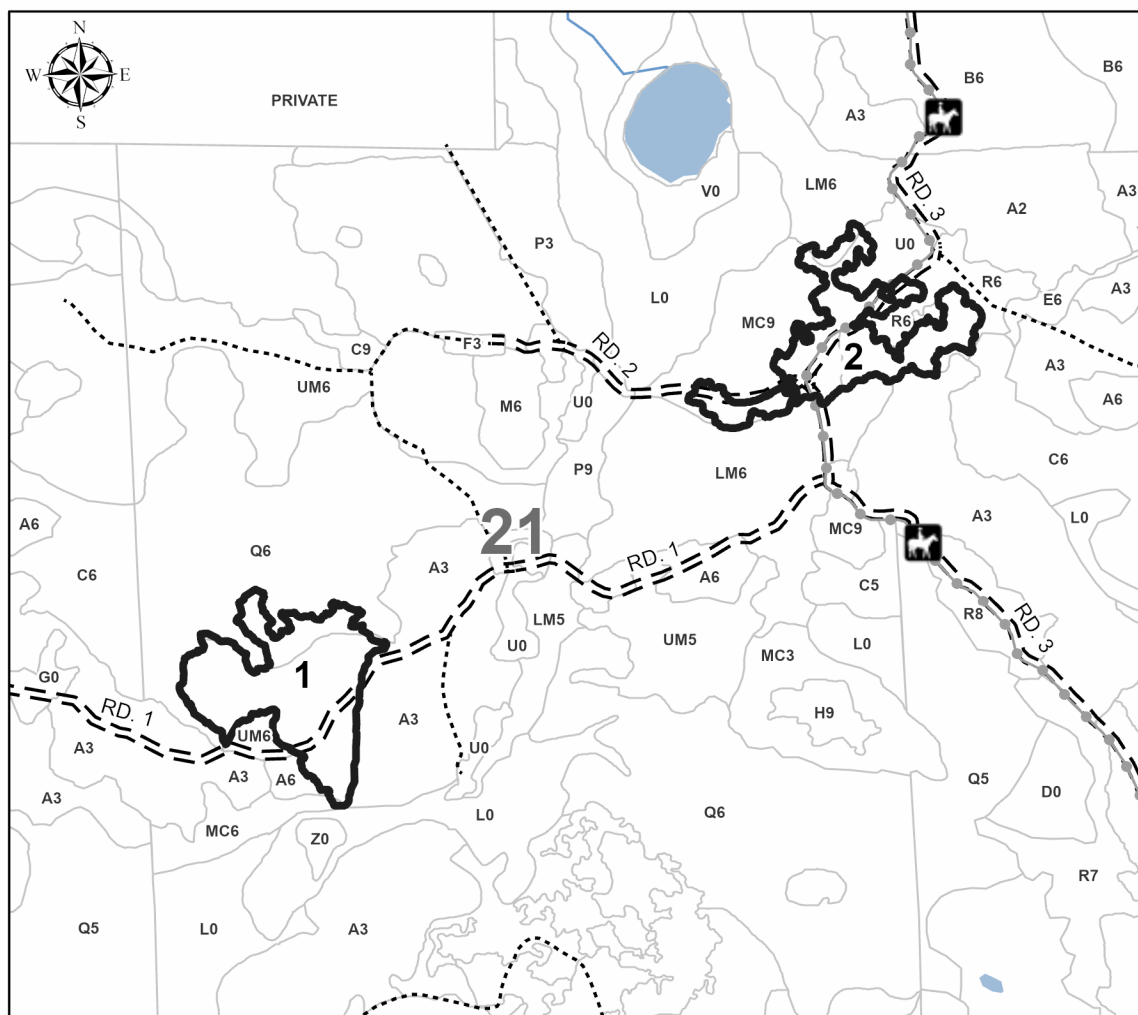 N
W E
S
PRIVATE
B6
B6
A3
V0
LM6
RD. 3
A2
A3
P3
U0
L0
R6
A3
E6
MC9
R6
F3
C9
RD. 2
2
A3
UM6
M6
U0
A6
P9
LM6
C6
A6
21
MC9
A3
L0
Q6
A3
RD. 1
A6
C6
C5
LM5
R8
RD. 3
U0
UM5
L0
MC3
1
G0
RD. 1
A3
H9
UM6
A3
U0
A3
A6
Q5
D0
A3
MC6
Z0
L0
Q6
R7
Q5
L0
A3